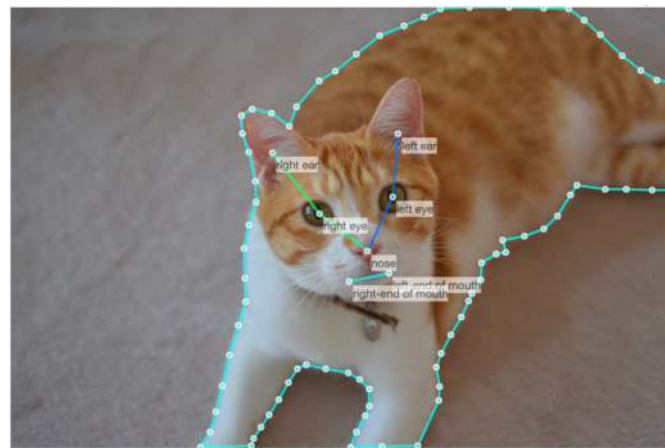 left ear
right ear
left eye
right eye
nose
left-end of mouth
right-end of mouth